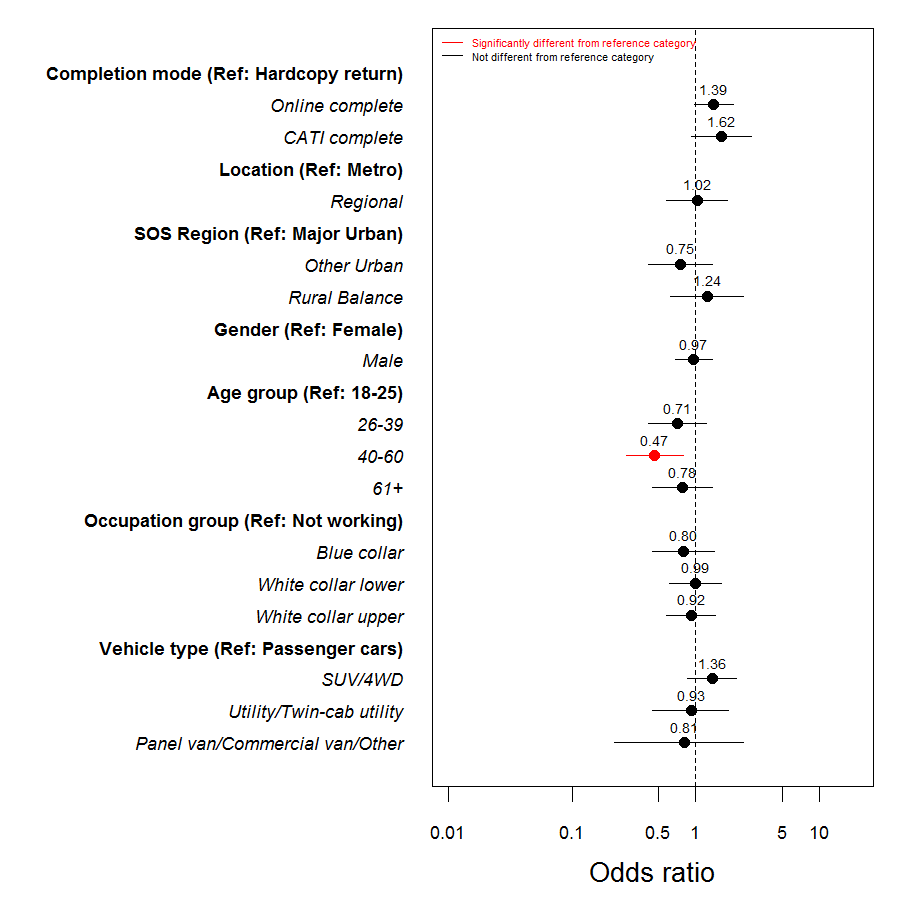 Significantly different from reference category
Not different from reference category
Completion mode (Ref: Hardcopy return)
Online complete 1.39
CATI complete 1.62
Location (Ref: Metro)
Regional 1.02
SOS Region (Ref: Major Urban)
Other Urban 0.75
Rural Balance 1.24
Gender (Ref: Female)
Male 0.97
Age group (Ref: 18-25)
26-39 0.71
40-60 0.47
61+ 0.78
Occupation group (Ref: Not working)
Blue collar 0.80
White collar lower 0.99
White collar upper 0.92
Vehicle type (Ref: Passenger cars)
SUV/4WD 1.36
Utility/Twin-cab utility 0.93
Panel van/Commercial van/Other 0.81
0.01 0.1 0.5 1 5 10
Odds ratio